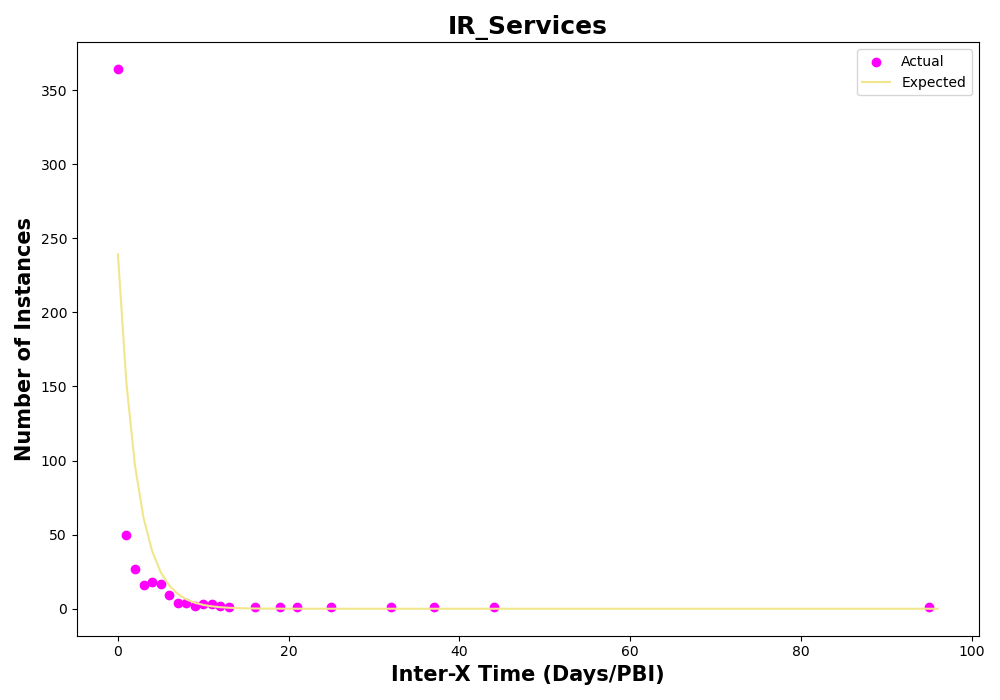 IR_Services
Actual
Expected
Number of Instances
350
300
250
200
150
100
50
0
0 20 40 60 80 100
Inter-X Time (Days/PBI)